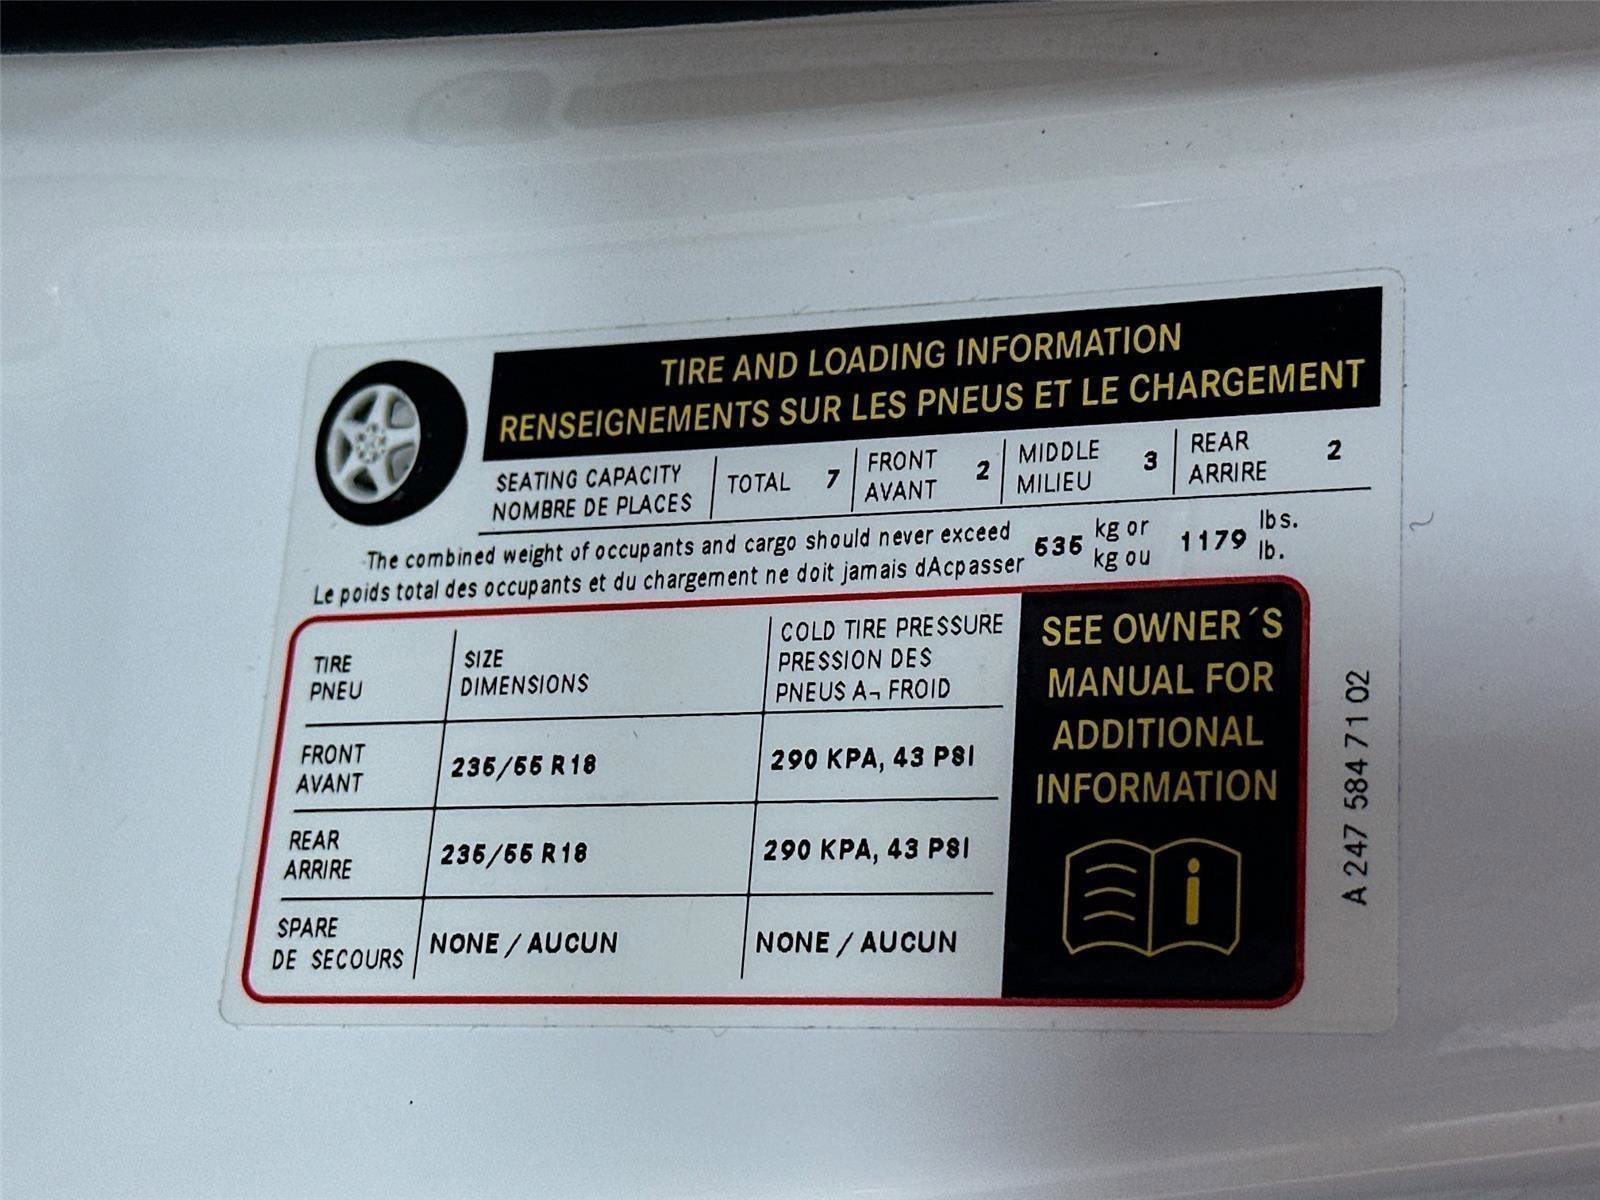 TIRE AND LOADING INFORMATION
RENSEIGNEMENTS SUR LES PNEUS ET LE CHARGEMENT
SEATING CAPACITY
NOMBRE DE PLACES
TOTAL 7
FRONT
AVANT
2
MIDDLE
MILIEU
3
REAR
ARRIRE
2
The combined weight of occupants and cargo should never exceed
Le poids total des occupants et du chargement ne doit jamais dAcpasser
535
kg or
kg ou
1179
lbs.
lb.
TIRE
PNEU
SIZE
DIMENSIONS
COLD TIRE PRESSURE
PRESSION DES
PNEUS A¬ FROID
FRONT
AVANT
235/55 R18
290 KPA, 43 PSI
REAR
ARRIRE
235/55 R18
290 KPA, 43 PSI
SPARE
DE SECOURS
NONE / AUCUN
NONE / AUCUN
SEE OWNER´S
MANUAL FOR
ADDITIONAL
INFORMATION
i
A 247 584 71 02